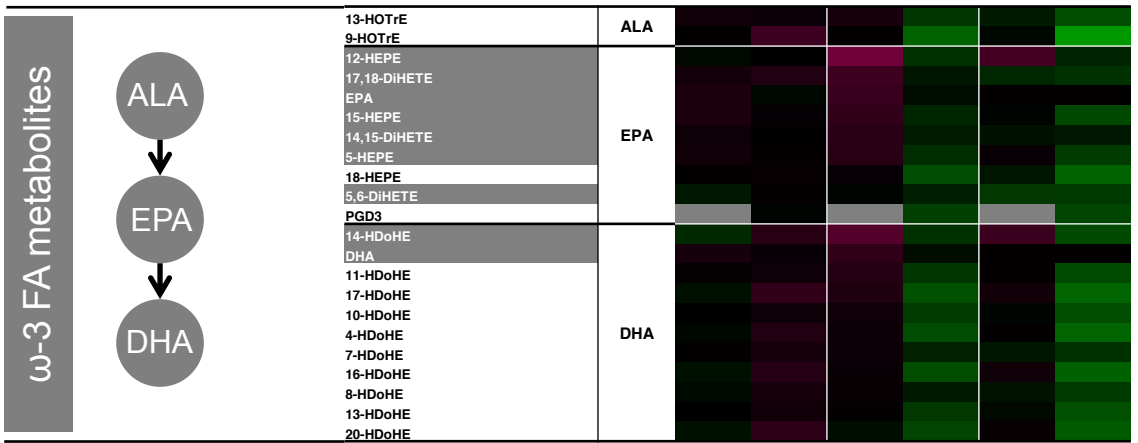 ω-3 FA metabolites
ALA
EPA
DHA
13-HOTrE
9-HOTrE
ALA
12-HEPE
17,18-DiHETE
EPA
15-HEPE
14,15-DiHETE
5-HEPE
18-HEPE
5,6-DiHETE
PGD3
EPA
14-HDoHE
DHA
11-HDoHE
17-HDoHE
10-HDoHE
4-HDoHE
7-HDoHE
16-HDoHE
8-HDoHE
13-HDoHE
20-HDoHE
DHA